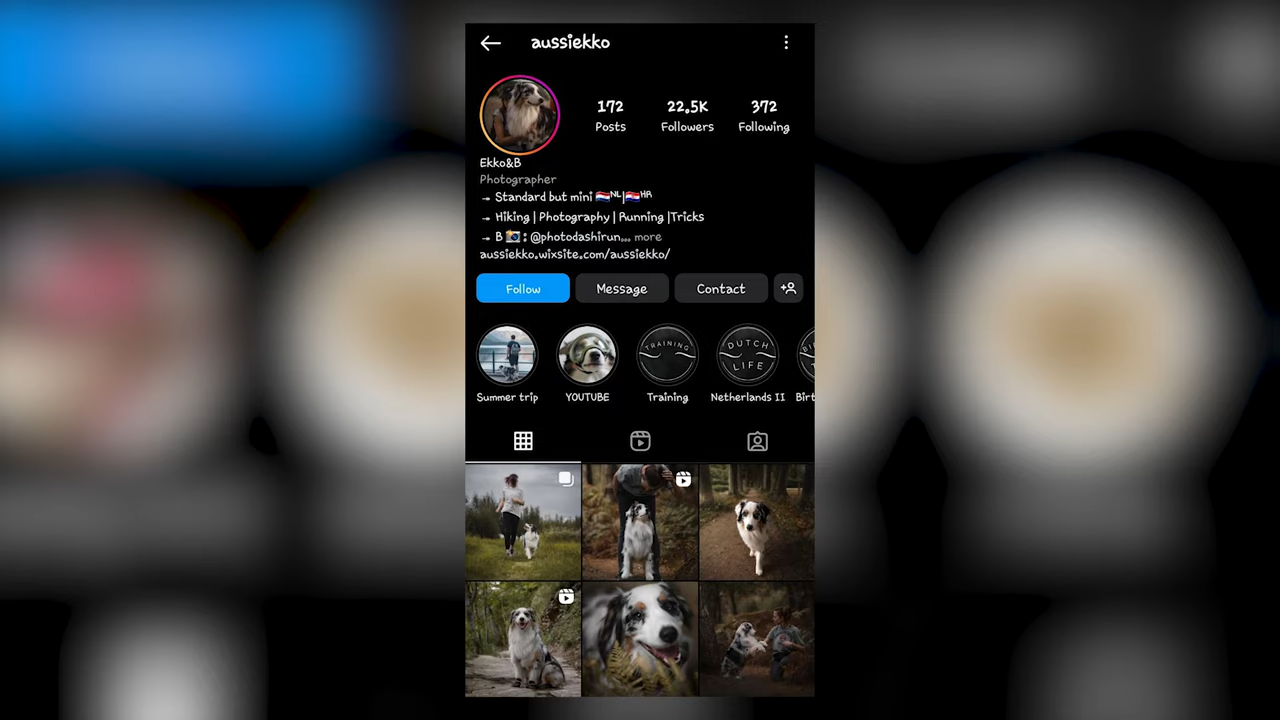 aussiekko
172 22.5K 372
Posts Followers Following
Ekko&B
Photographer
→ Standard but mini 🇳🇱ᴺᴸ|🇭🇷ᴴᴿ
→ Hiking | Photography | Running |Tricks
→ B 📷 : @photodashirun... more
aussiekko.wixsite.com/aussiekko/
Follow Message Contact
TRAINING DUTCH LIFE
Summer trip YOUTUBE Training Netherlands II Birt